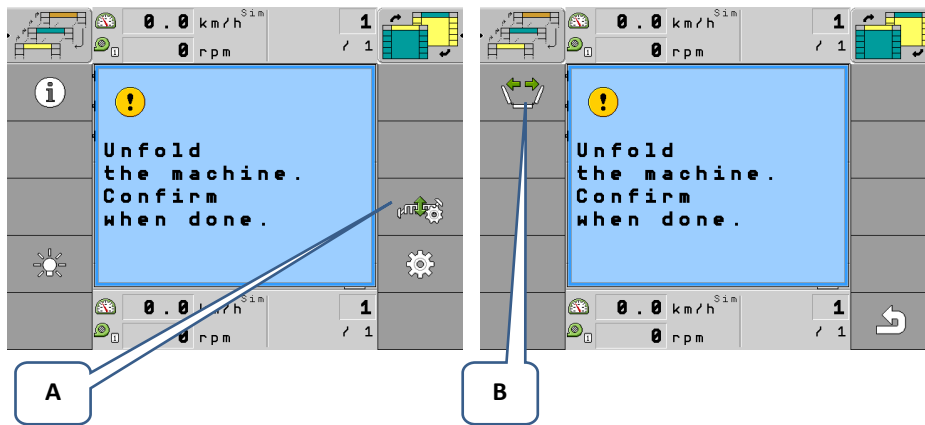 Sim
0.0 km/h 1
0 rpm / 1
i
!
Unfold
the machine.
Confirm
when done.
Sim
0.0 km/h 1
i 0 rpm / 1
A
Sim
0.0 km/h 1
i 0 rpm / 1
!
Unfold
the machine.
Confirm
when done.
Sim
0.0 km/h 1
i 0 rpm / 1
B